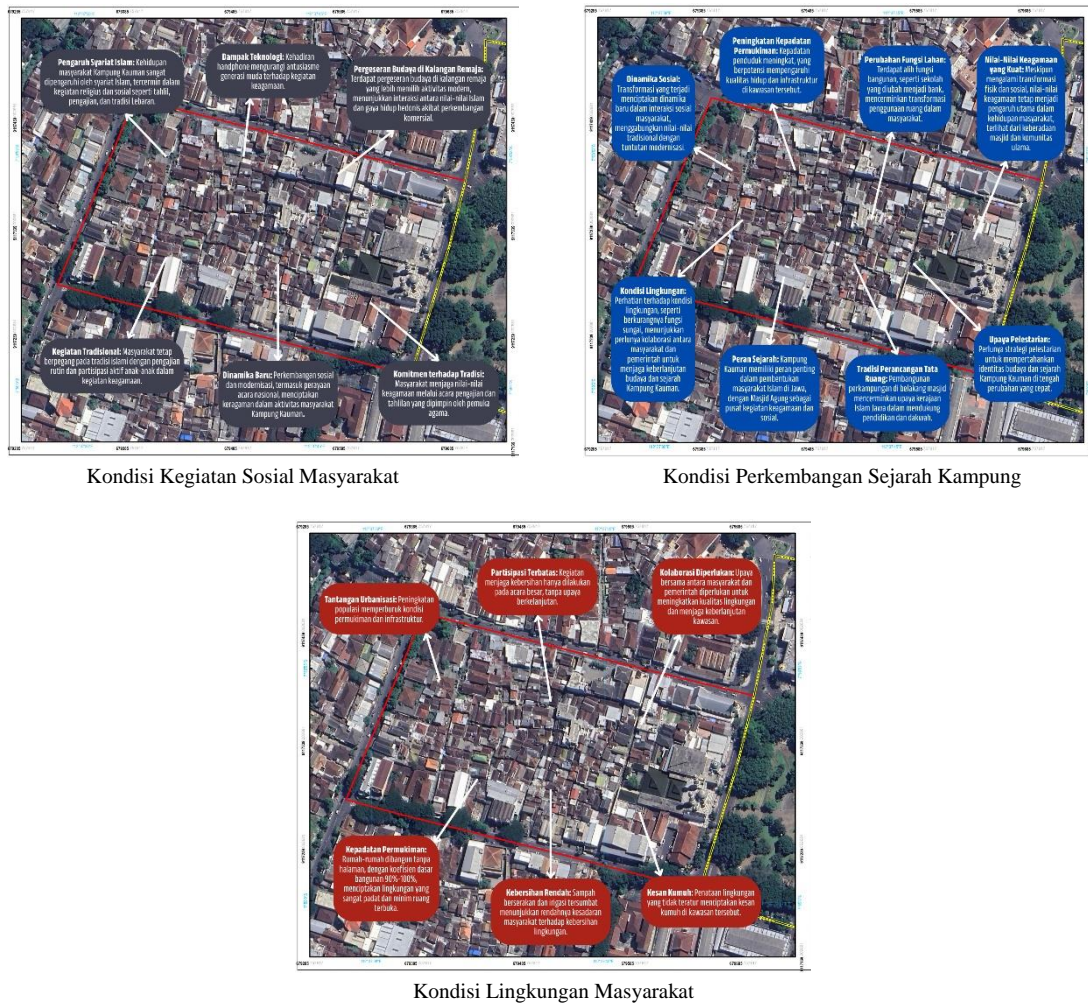 Pengaruh Syariat Islam: Kehidupan
masyarakat Kampung Kauman sangat
dipengaruhi oleh syariat Islam, tercermin dalam
kegiatan religius dan sosial seperti tahlil,
pengajian, dan tradisi Lebaran.
Dampak Teknologi: Kehadiran
handphone mengurangi antusiasme
generasi muda terhadap kegiatan
keagamaan.
Pergeseran Budaya di Kalangan Remaja:
Terdapat pergeseran budaya di kalangan remaja
yang lebih memilih aktivitas modern,
menunjukkan interaksi antara nilai-nilai Islam
dan gaya hidup hedonis akibat perkembangan
komersial.
Kegiatan Tradisional: Masyarakat tetap
berpegang pada tradisi islami dengan pengajian
rutin dan partisipasi aktif anak-anak dalam
kegiatan keagamaan.
Dinamika Baru: Perkembangan sosial
dan modernisasi, termasuk perayaan
acara nasional, menciptakan
keragaman dalam aktivitas masyarakat
Kampung Kauman.
Komitmen terhadap Tradisi:
Masyarakat menjaga nilai-nilai
keagamaan melalui acara pengajian dan
tahlilan yang dipimpin oleh pemuka
agama.
Kondisi Kegiatan Sosial Masyarakat
Dinamika Sosial:
Transformasi yang terjadi
menciptakan dinamika
baru dalam interaksi sosial
masyarakat,
menggabungkan nilai-nilai
tradisional dengan
tuntutan modernisasi.
Peningkatan Kepadatan
Permukiman: Kepadatan
penduduk meningkat, yang
berpotensi mempengaruhi
kualitas hidup dan infrastruktur
di kawasan tersebut.
Perubahan Fungsi Lahan:
Terdapat alih fungsi
bangunan, seperti sekolah
yang diubah menjadi bank,
mencerminkan transformasi
penggunaan ruang dalam
masyarakat.
Nilai-Nilai Keagamaan
yang Kuat: Meskipun
mengalami transformasi
fisik dan sosial, nilai-nilai
keagamaan tetap menjadi
pengaruh utama dalam
kehidupan masyarakat,
terlihat dari keberadaan
masjid dan komunitas
ulama.
Kondisi Lingkungan:
Perhatian terhadap kondisi
lingkungan, seperti
berkurangnya fungsi
sungai, menunjukkan
perlunya kolaborasi antara
masyarakat dan
pemerintah untuk
menjaga keberlanjutan
budaya dan sejarah
Kampung Kauman.
Peran Sejarah: Kampung
Kauman memiliki peran penting
dalam pembentukan
masyarakat Islam di Jawa,
dengan Masjid Agung sebagai
pusat kegiatan keagamaan dan
sosial.
Tradisi Perancangan Tata
Ruang: Pembangunan
perkampungan di belakang masjid
mencerminkan upaya kerajaan
Islam Jawa dalam mendukung
pendidikan dan dakwah.
Upaya Pelestarian:
Perlunya strategi pelestarian
untuk mempertahankan
identitas budaya dan sejarah
Kampung Kauman di tengah
perubahan yang cepat.
Kondisi Perkembangan Sejarah Kampung
Tantangan Urbanisasi: Peningkatan
populasi memperburuk kondisi
permukiman dan infrastruktur.
Partisipasi Terbatas: Kegiatan
menjaga kebersihan hanya dilakukan
pada acara besar, tanpa upaya
berkelanjutan.
Kolaborasi Diperlukan: Upaya
bersama antara masyarakat dan
pemerintah diperlukan untuk
meningkatkan kualitas lingkungan
dan menjaga keberlanjutan
kawasan.
Kepadatan Permukiman:
Rumah-rumah dibangun tanpa
halaman, dengan koefisien dasar
bangunan 90%-100%,
menciptakan lingkungan yang
sangat padat dan minim ruang
terbuka.
Kebersihan Rendah: Sampah
berserakan dan irigasi tersumbat
menunjukkan rendahnya kesadaran
masyarakat terhadap kebersihan
lingkungan.
Kesan Kumuh: Penataan lingkungan
yang tidak teratur menciptakan kesan
kumuh di kawasan tersebut.
Kondisi Lingkungan Masyarakat